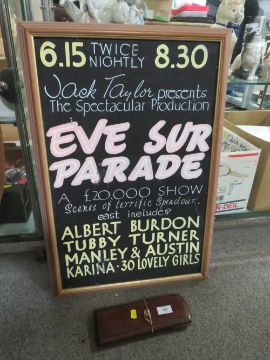 6.15 TWICE NIGHTLY 8.30
Jack Taylor presents
The Spectacular Production
EVE SUR
PARADE
A £20,000 SHOW
Scenes of terrific Splendour.
cast includes
ALBERT BURDON
TUBBY TURNER
MANLEY & AUSTIN
KARINA · 30 LOVELY GIRLS